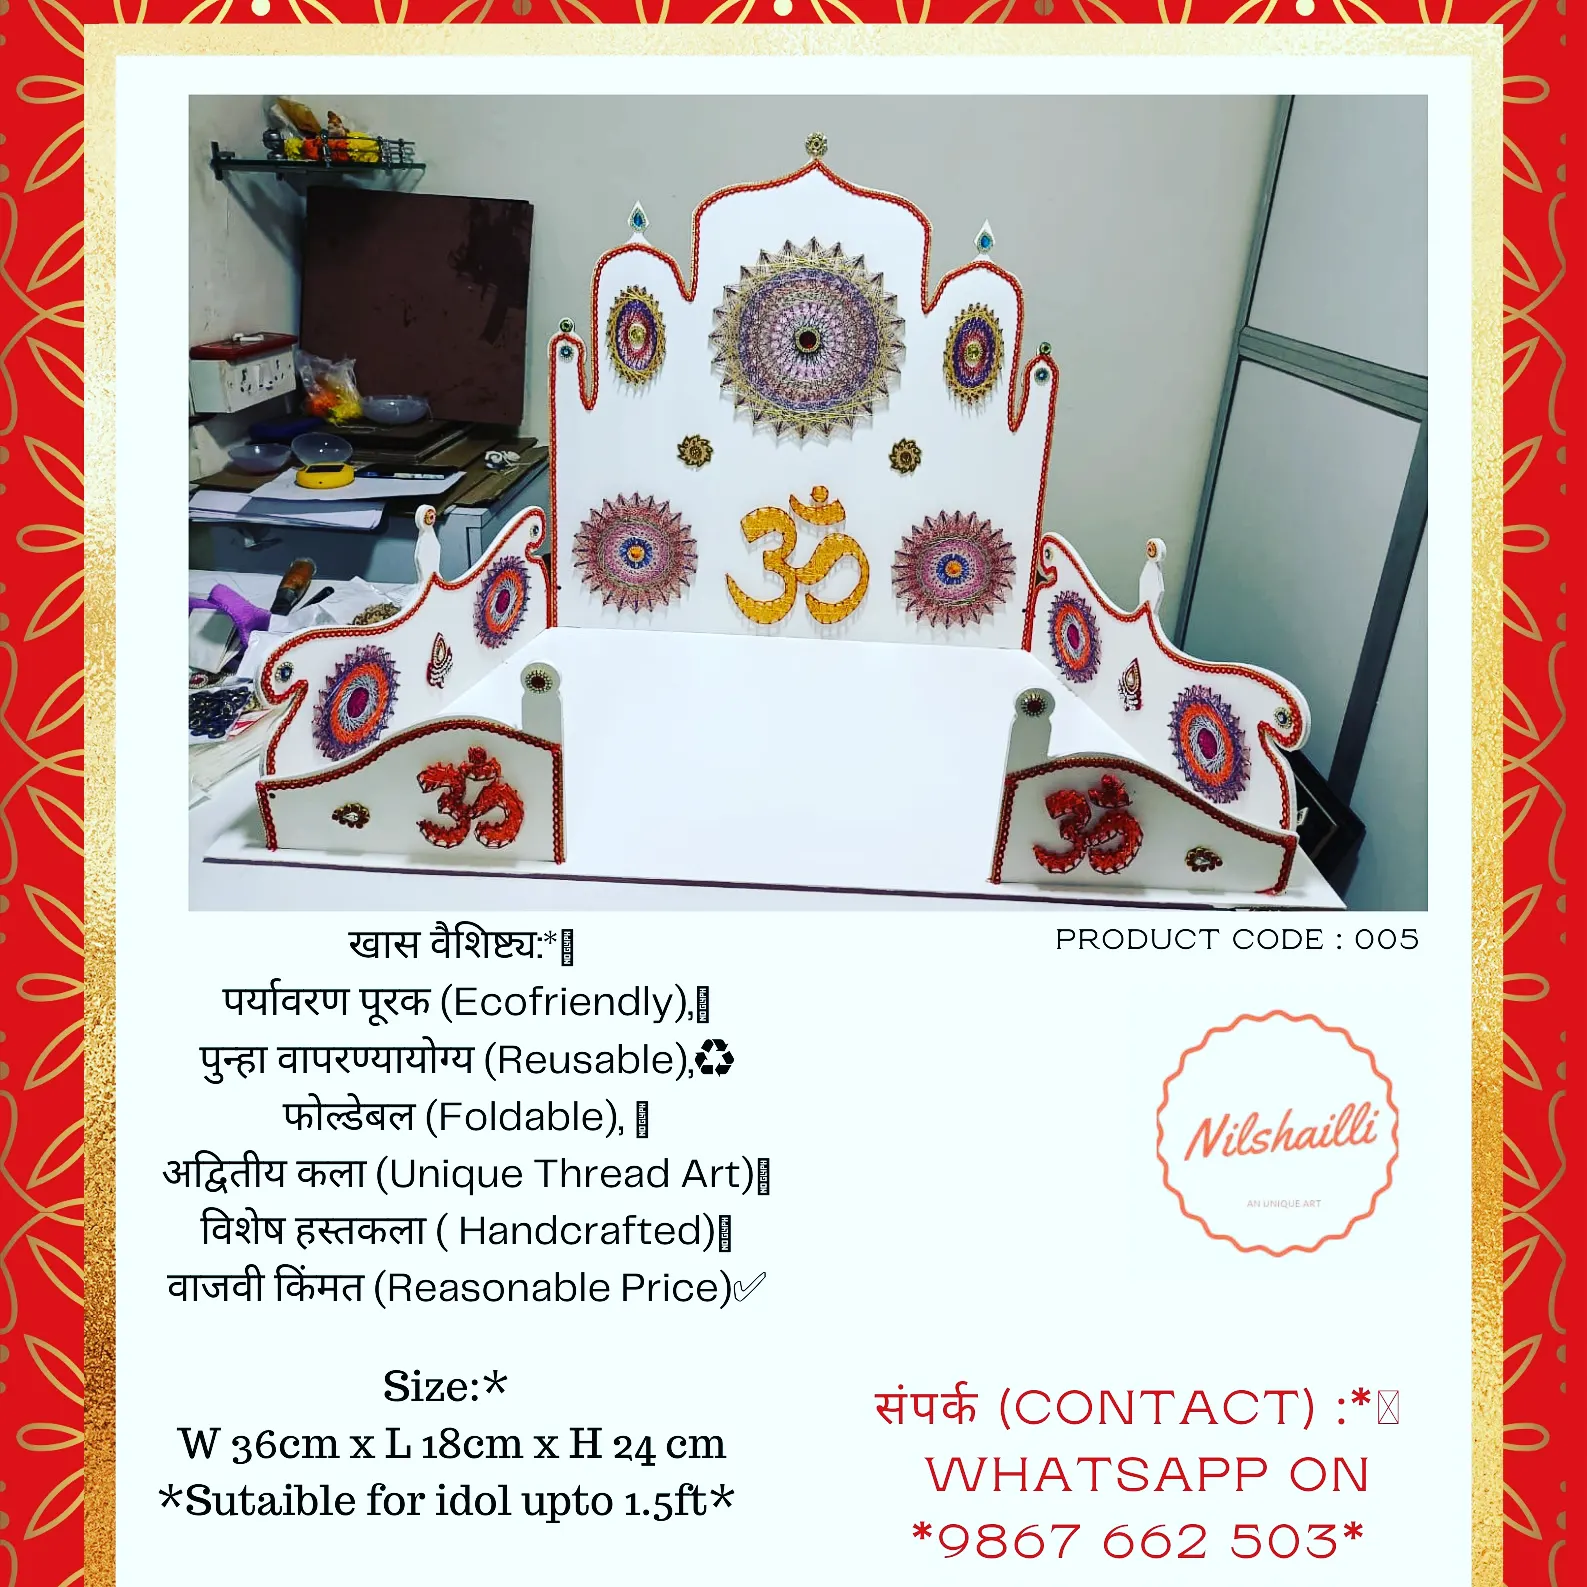 ॐ
ॐ
ॐ
खास वैशिष्ट्य:*
पर्यावरण पूरक (Ecofriendly),
पुन्हा वापरण्यायोग्य (Reusable),♻
फोल्डेबल (Foldable),
अद्वितीय कला (Unique Thread Art)
विशेष हस्तकला ( Handcrafted)
वाजवी किंमत (Reasonable Price)✅
Size:*
W 36cm x L 18cm x H 24 cm
*Sutaible for idol upto 1.5ft*
PRODUCT CODE : 005
Nilshailli
AN UNIQUE ART
संपर्क (CONTACT) :*
WHATSAPP ON
*9867 662 503*